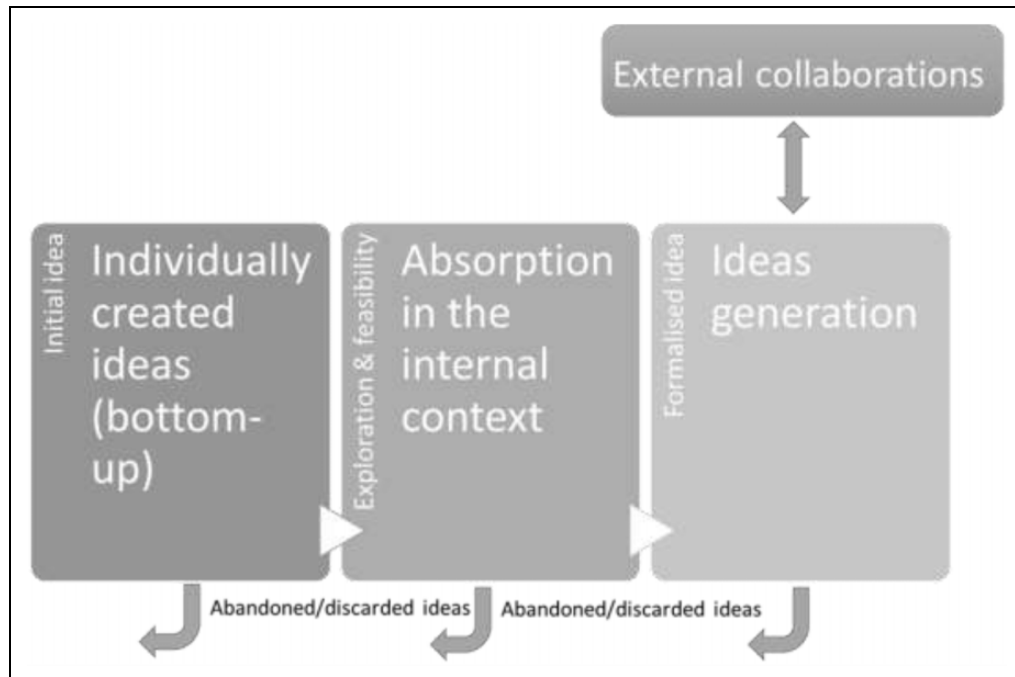 External collaborations
Initial idea
Individually
created
ideas
(bottom-
up)
Exploration & feasibility
Absorption
in the
internal
context
Formalised idea
Ideas
generation
Abandoned/discarded ideas
Abandoned/discarded ideas